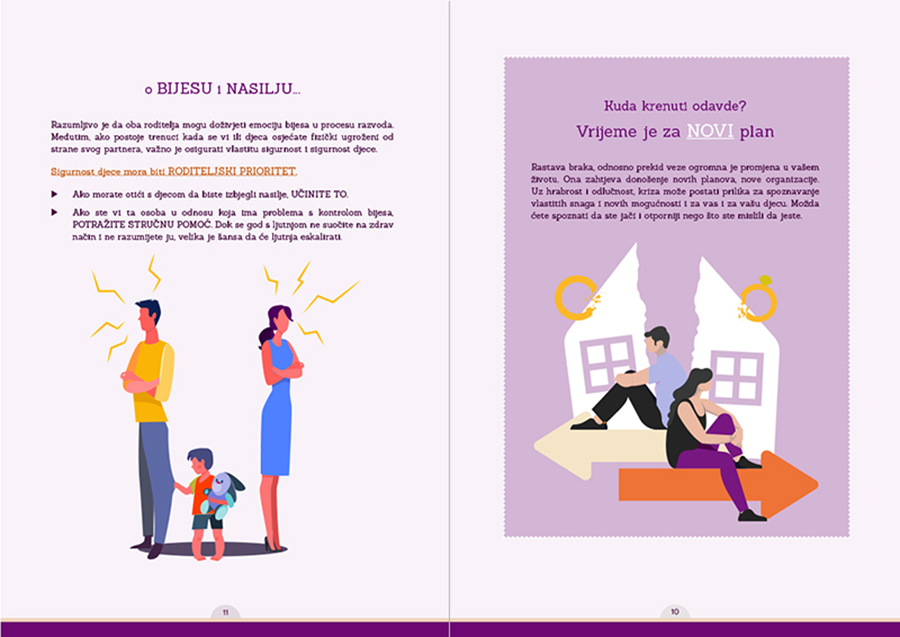 o BIJESU i NASILJU...
Razumljivo je da oba roditelja mogu doživjeti emociju bijesa u procesu razvoda.
Međutim, ako postoje trenuci kada se vi ili djeca osjećate fizički ugroženi od
strane svog partnera, važno je osigurati vlastitu sigurnost i sigurnost djece.
Sigurnost djece mora biti RODITELJSKI PRIORITET.
Ako morate otići s djecom da biste izbjegli nasilje, UČINITE TO.
Ako ste vi ta osoba u odnosu koja ima problema s kontrolom bijesa,
POTRAŽITE STRUČNU POMOĆ. Dok se god s ljutnjom ne suočite na zdrav
način i ne razumijete ju, velika je šansa da će ljutnja eskalirati.
11
Kuda krenuti odavde?
Vrijeme je za NOVI plan
Rastava braka, odnosno prekid veze ogromna je promjena u vašem
životu. Ona zahtjeva donošenje novih planova, nove organizacije.
Uz hrabrost i odlučnost, kriza može postati prilika za spoznavanje
vlastitih snaga i novih mogućnosti i za vas i za vašu djecu. Možda
ćete spoznati da ste jači i otporniji nego što ste mislili da jeste.
10